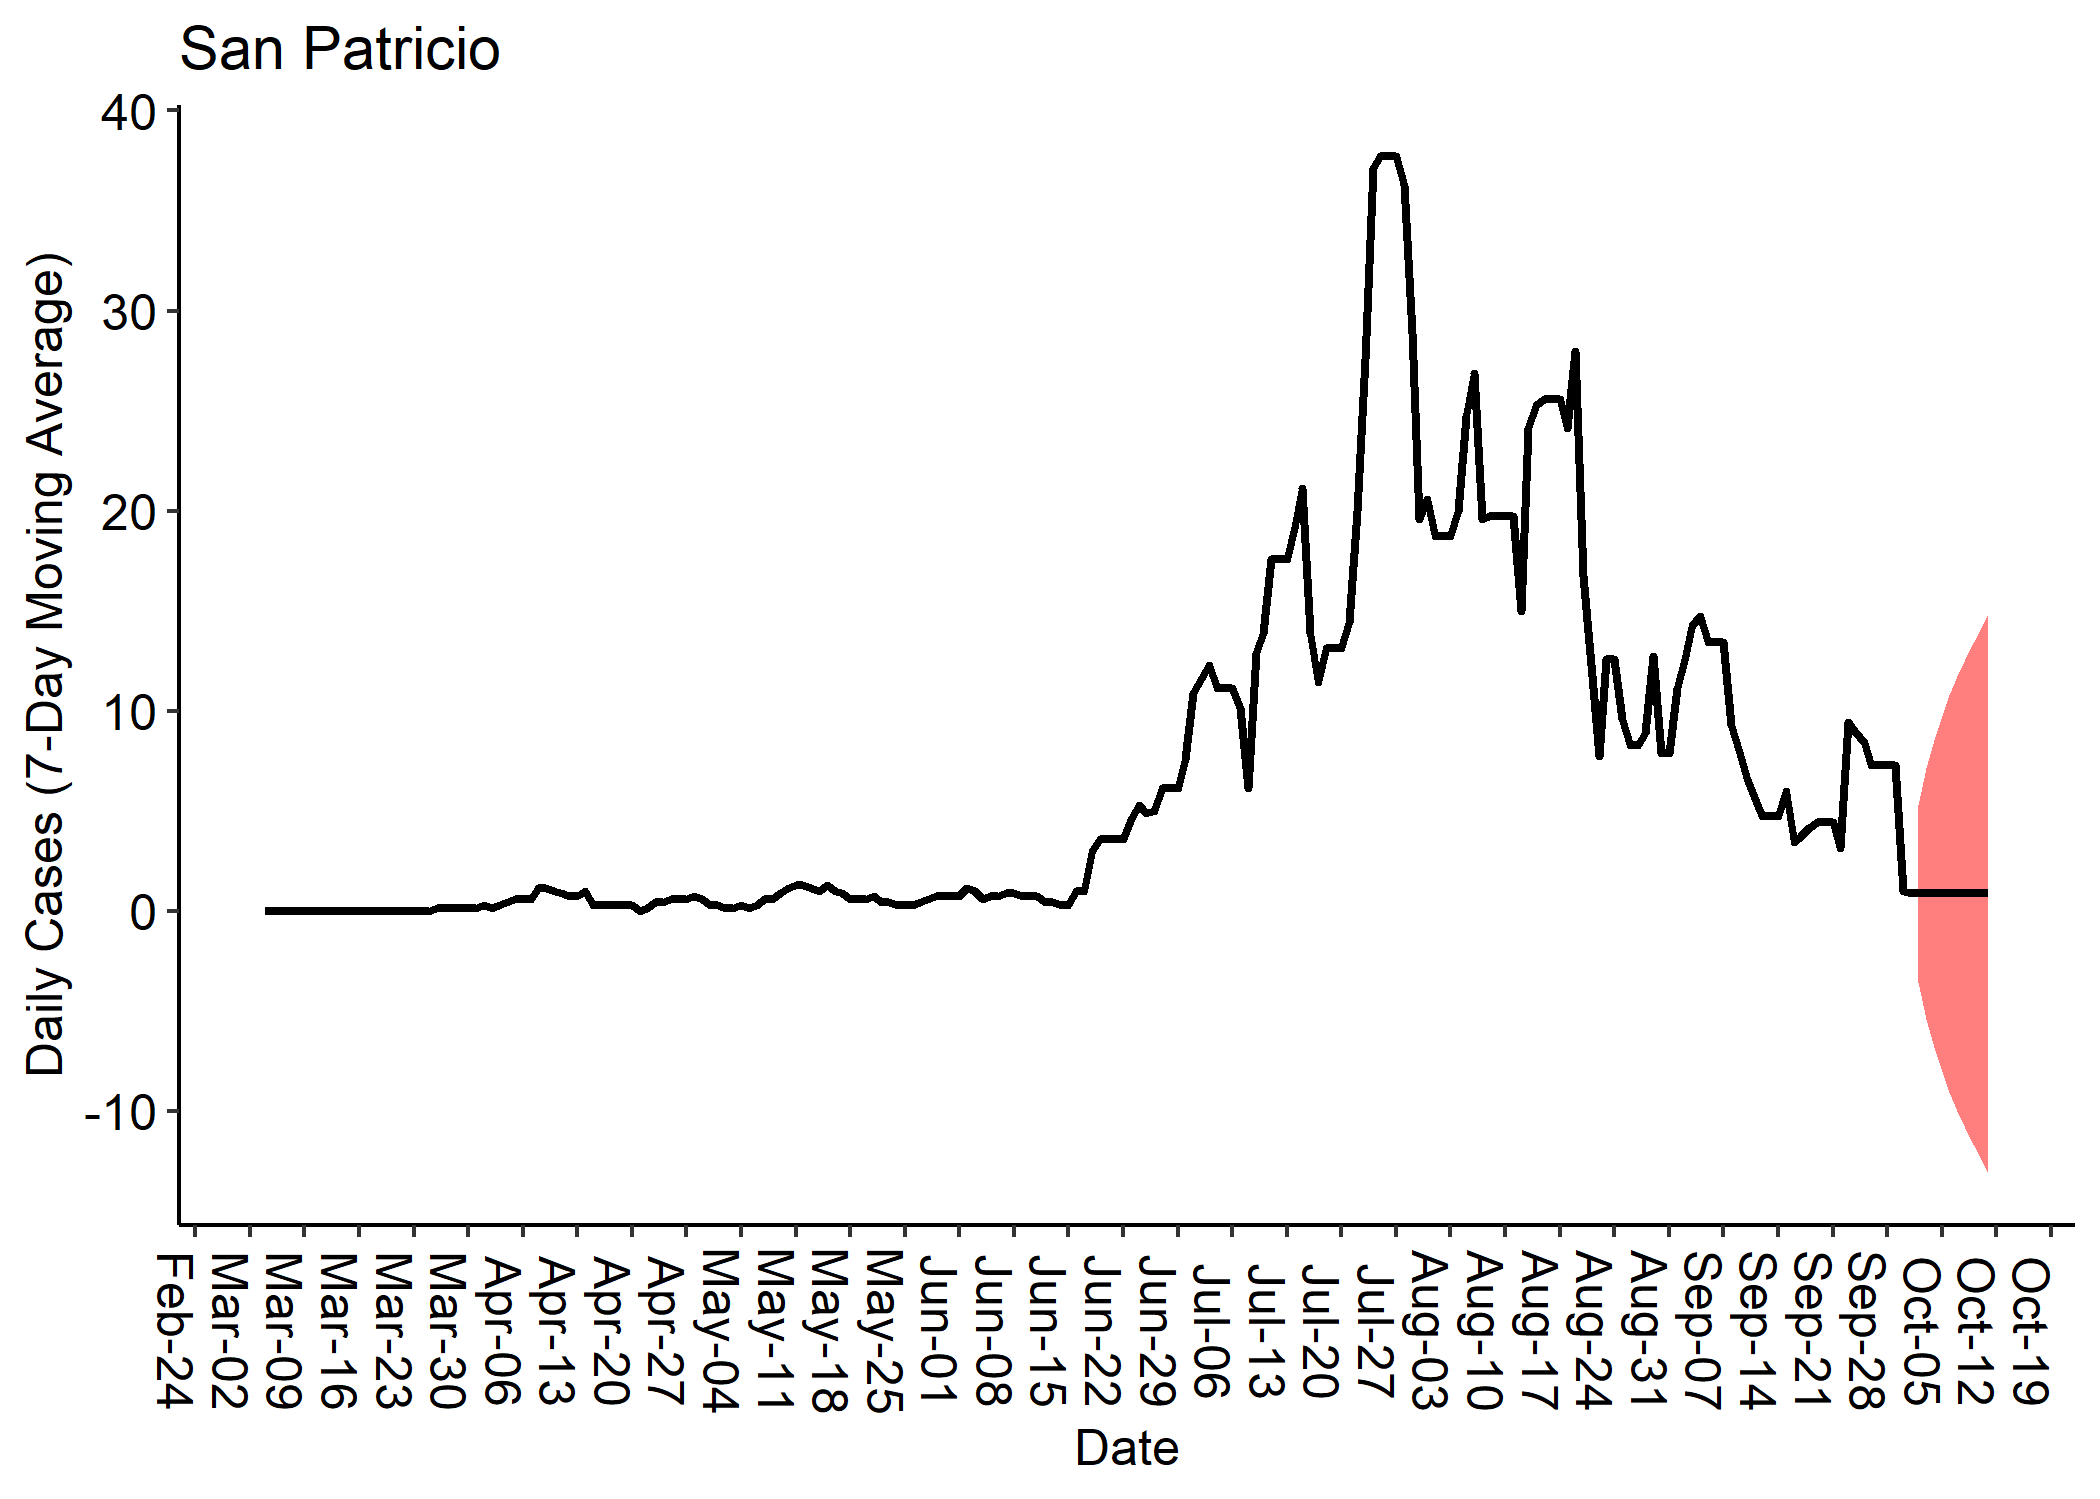 San Patricio
Daily Cases (7-Day Moving Average)
40
30
20
10
0
-10
Feb-24
Mar-02
Mar-09
Mar-16
Mar-23
Mar-30
Apr-06
Apr-13
Apr-20
Apr-27
May-04
May-11
May-18
May-25
Jun-01
Jun-08
Jun-15
Jun-22
Jun-29
Jul-06
Jul-13
Jul-20
Jul-27
Aug-03
Aug-10
Aug-17
Aug-24
Aug-31
Sep-07
Sep-14
Sep-21
Sep-28
Oct-05
Oct-12
Oct-19
Date